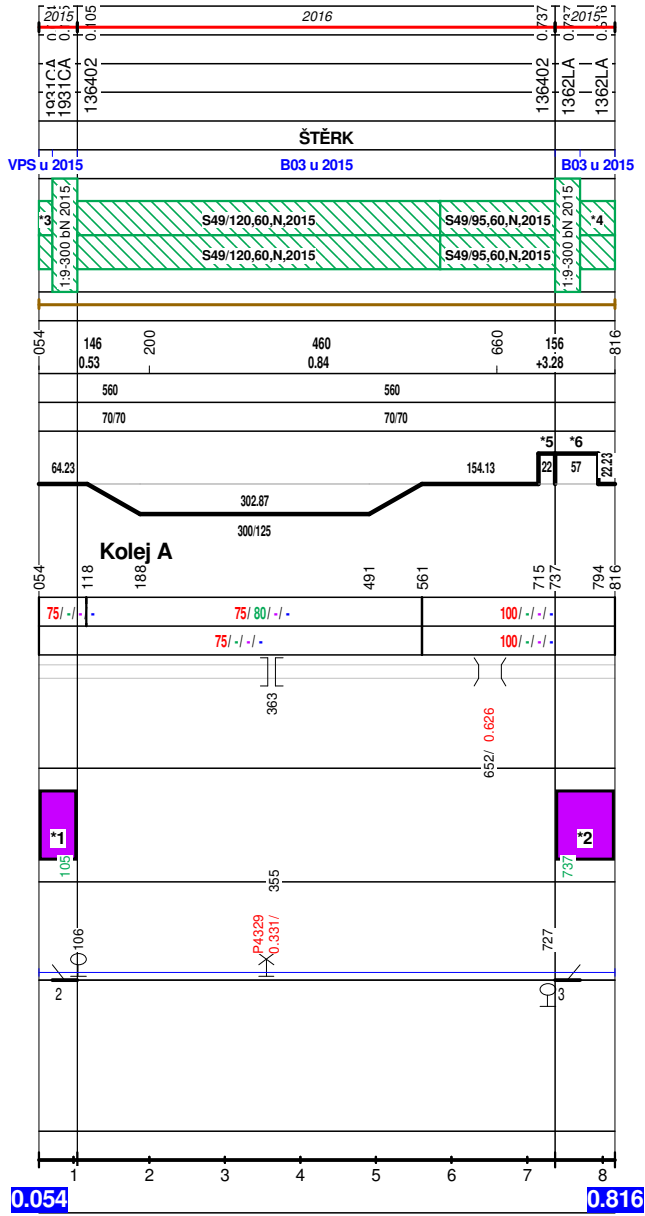 2015 2016 2015
0.105 0.105 0.737 0.737 0.816
1931CA 1931CA 136402 136402 1362LA 1362LA
ŠTĚRK
VPS u 2015 B03 u 2015 B03 u 2015
*3 1:9-300 bN 2015 S49/120,60,N,2015 S49/95,60,N,2015 1:9-300 bN 2015 *4
S49/120,60,N,2015 S49/95,60,N,2015
054 146 200 460 660 156 816
0.53 0.84 +3.28
560 560
70/70 70/70
*5 *6
64.23 302.87 154.13 22 57 22.23
300/125
Kolej A
054 118 188 491 561 715 737 794 816
75/ -/ -/ - 75/ 80/ -/ - 100/ -/ -/ -
75/ -/ -/ - 100/ -/ -/ -
363
652/ 0.626
*1 *2
105 737
355
106 P4329 0.331/ 727
2 3
1 2 3 4 5 6 7 8
0.054 0.816